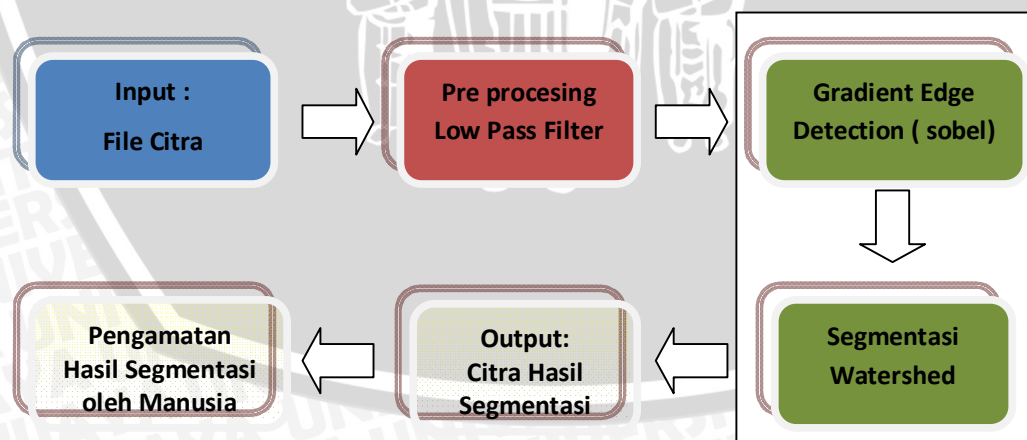 Input :
File Citra
Pre procesing
Low Pass Filter
Gradient Edge
Detection ( sobel)
Segmentasi
Watershed
Output:
Citra Hasil
Segmentasi
Pengamatan
Hasil Segmentasi
oleh Manusia